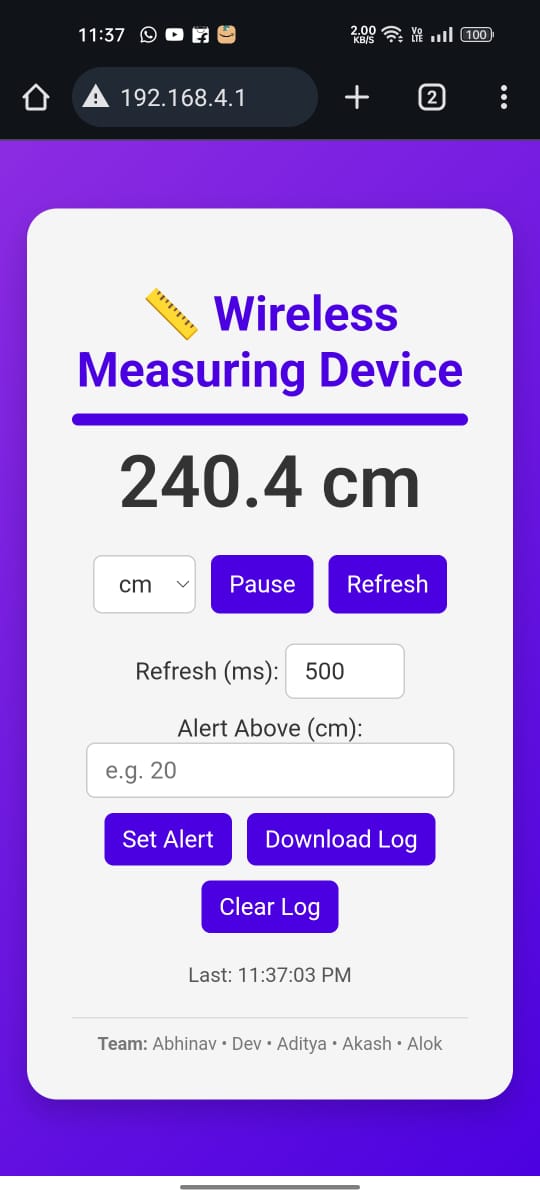 11:37 2.00 KB/S Vo LTE 100
192.168.4.1 2
Wireless
Measuring Device
240.4 cm
cm Pause Refresh
Refresh (ms): 500
Alert Above (cm):
e.g. 20
Set Alert Download Log
Clear Log
Last: 11:37:03 PM
Team: Abhinav • Dev • Aditya • Akash • Alok